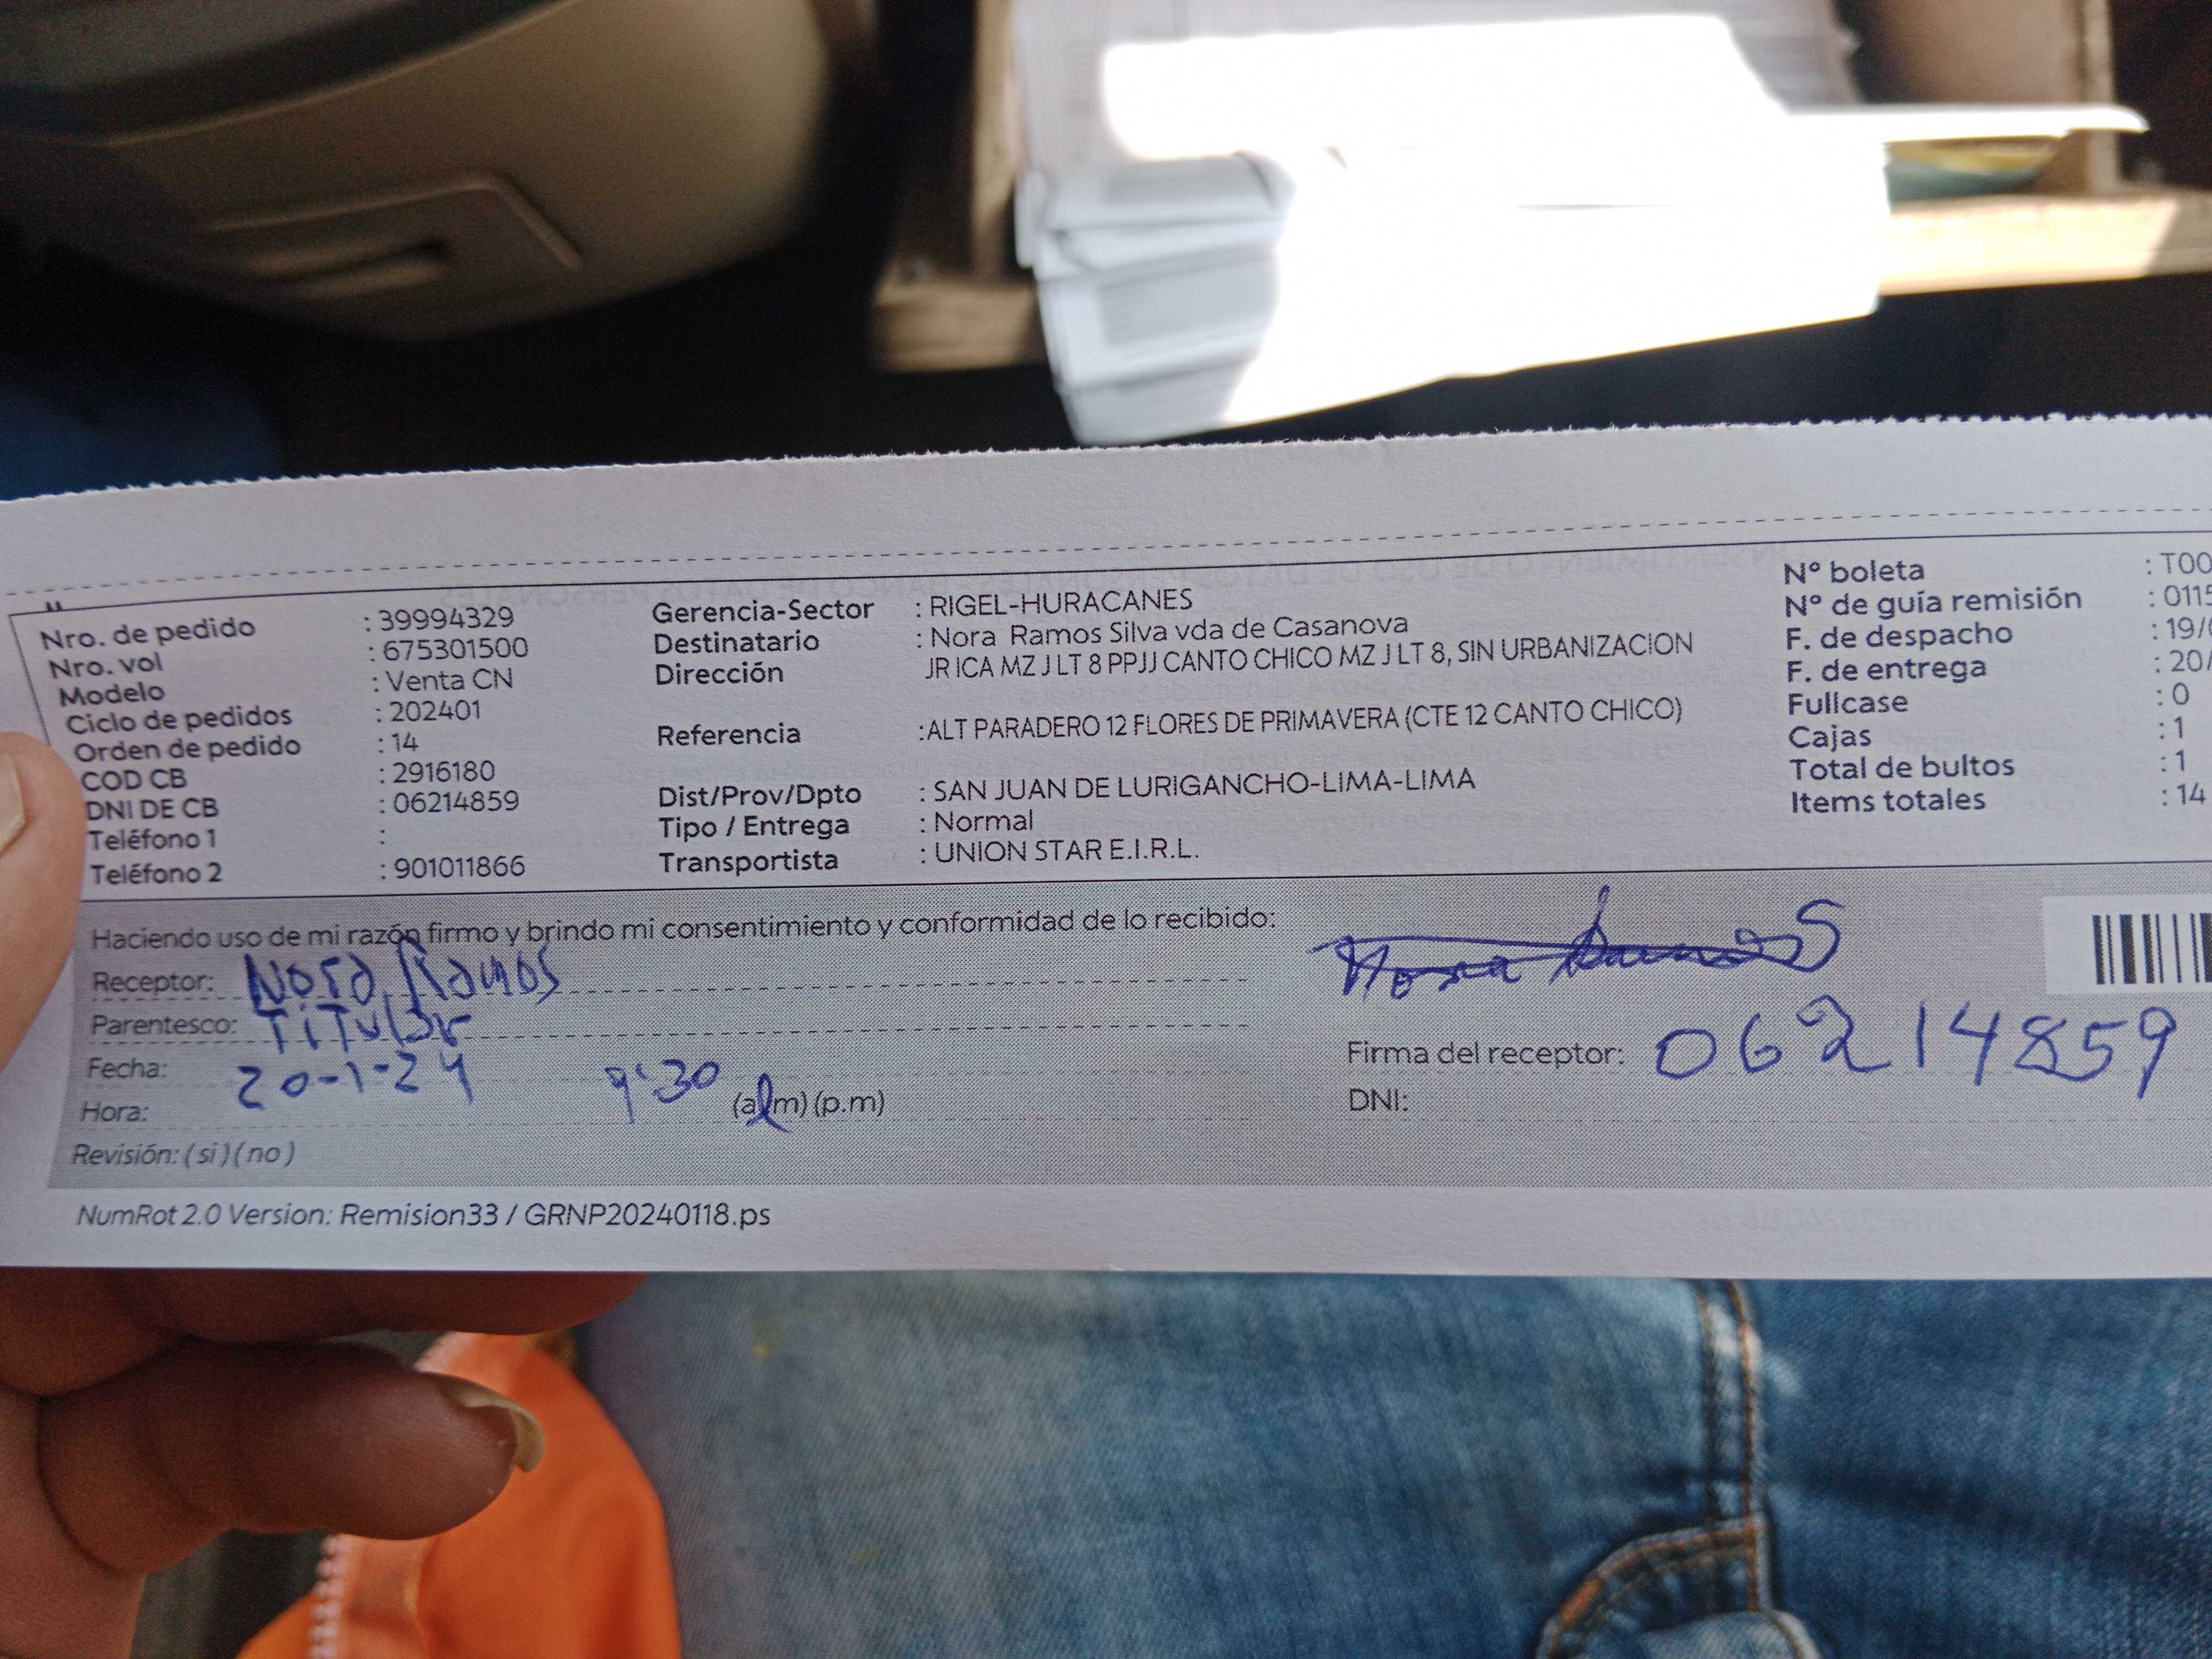 Nro. de pedido : 39994329
Nro. vol : 675301500
Modelo : Venta CN
Ciclo de pedidos : 202401
Orden de pedido : 14
COD CB : 2916180
DNI DE CB : 06214859
Teléfono 1 :
Teléfono 2 : 901011866
Gerencia-Sector : RIGEL-HURACANES
Destinatario : Nora Ramos Silva vda de Casanova
Dirección JR ICA MZ J LT 8 PPJJ CANTO CHICO MZ J LT 8, SIN URBANIZACION
Referencia : ALT PARADERO 12 FLORES DE PRIMAVERA (CTE 12 CANTO CHICO)
Dist/Prov/Dpto : SAN JUAN DE LURIGANCHO-LIMA-LIMA
Tipo / Entrega : Normal
Transportista : UNION STAR E.I.R.L.
Nº boleta : T00
Nº de guía remisión : 0115
F. de despacho : 19/
F. de entrega : 20/
Fullcase : 0
Cajas : 1
Total de bultos : 1
Items totales : 14
Haciendo uso de mi razón firmo y brindo mi consentimiento y conformidad de lo recibido:
Receptor: Nora Ramos
Parentesco: TiTular
Fecha: 20-1-24
Hora: 9:30 (a.m) (p.m)
Revisión: (si) (no)
Nora Ramos
Firma del receptor: 06214859
DNI:
NumRot 2.0 Version: Remision33 / GRNP20240118.ps